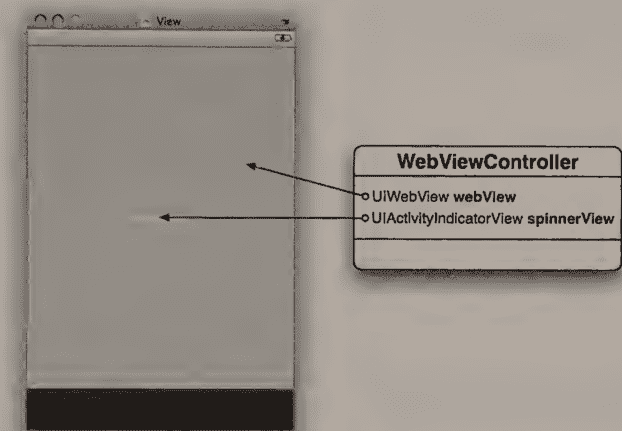 View
WebViewController
UIWebView webView
UIActivityIndicatorView spinnerView